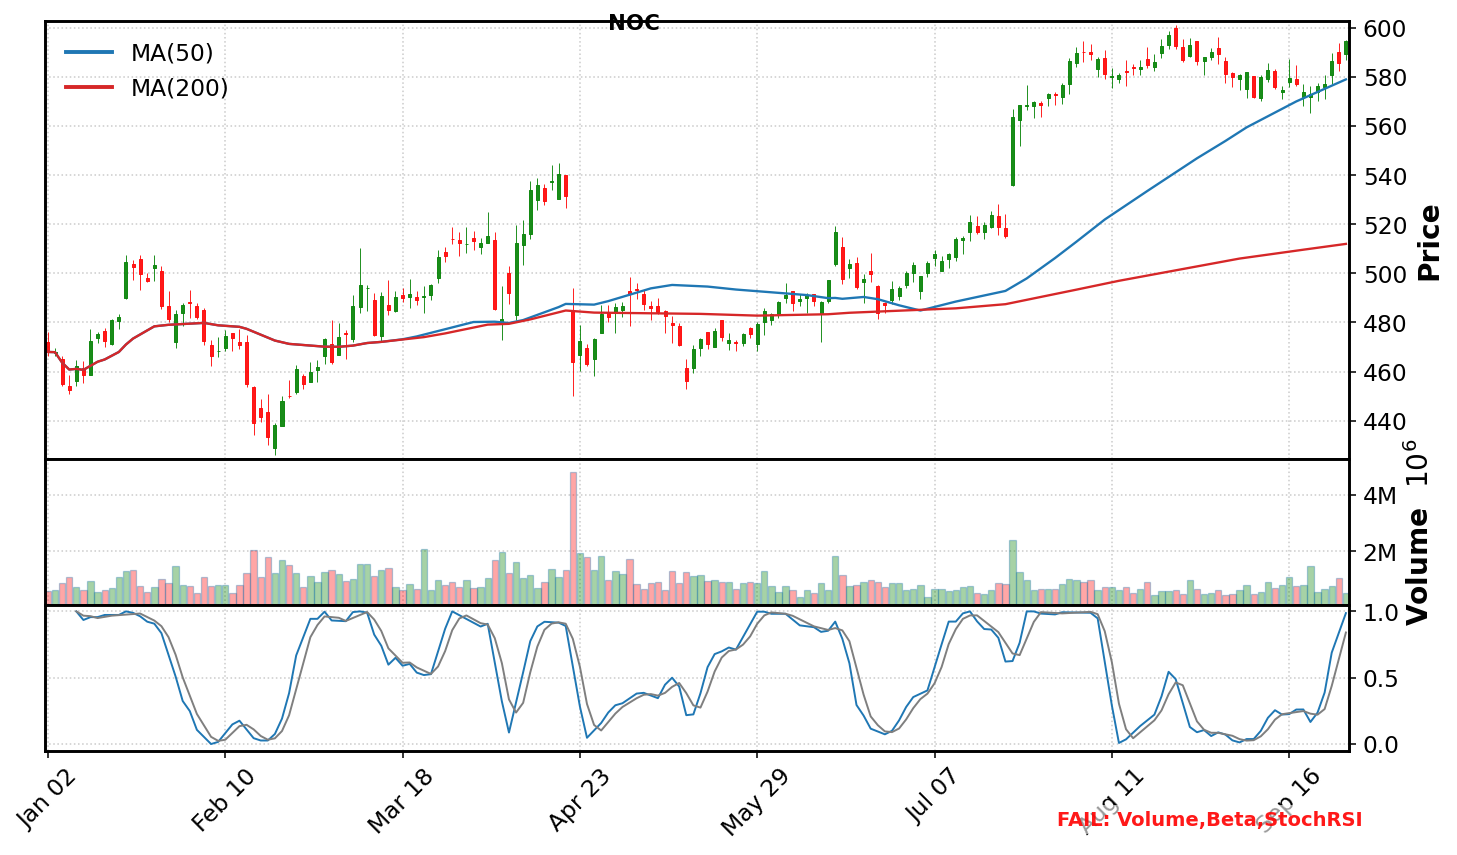 NOC
MA(50)
MA(200)
600
580
560
540
520
500
480
460
440
Price
4M
2M
Volume 10⁶
1.0
0.5
0.0
Jan 02
Feb 10
Mar 18
Apr 23
May 29
Jul 07
Aug 11
Sep 16
FAIL: Volume,Beta,StochRSI